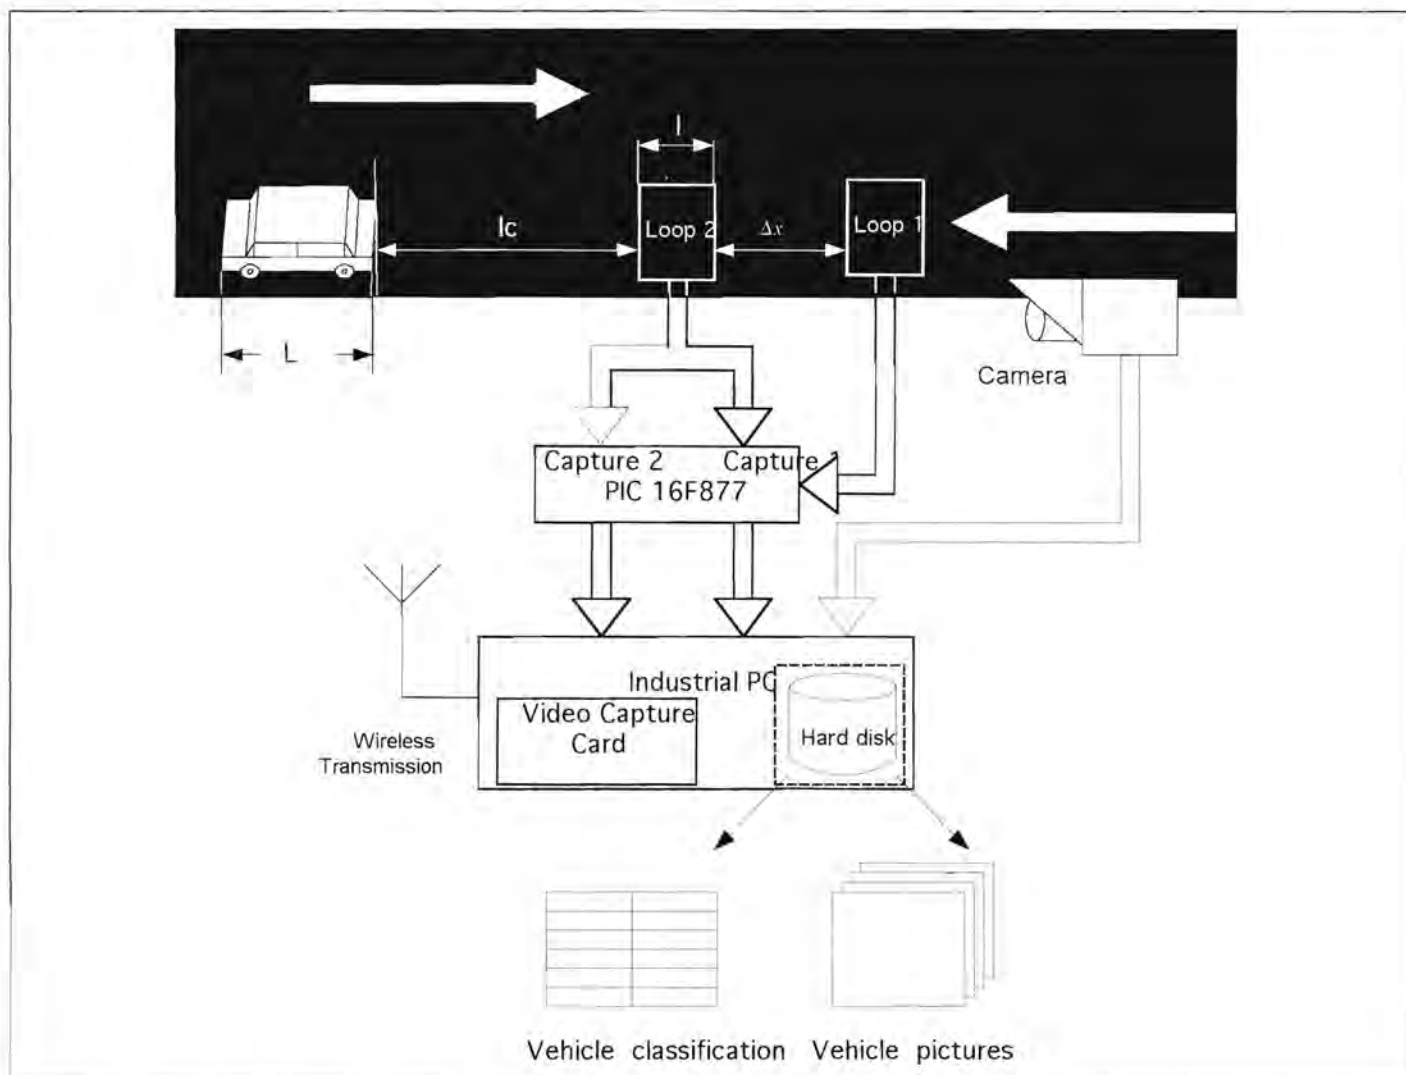 l
lc
Loop 2
Δx
Loop 1
L
Camera
Capture 2
Capture 1
PIC 16F877
Industrial PC
Video Capture
Card
Hard disk
Wireless
Transmission
Vehicle classification
Vehicle pictures